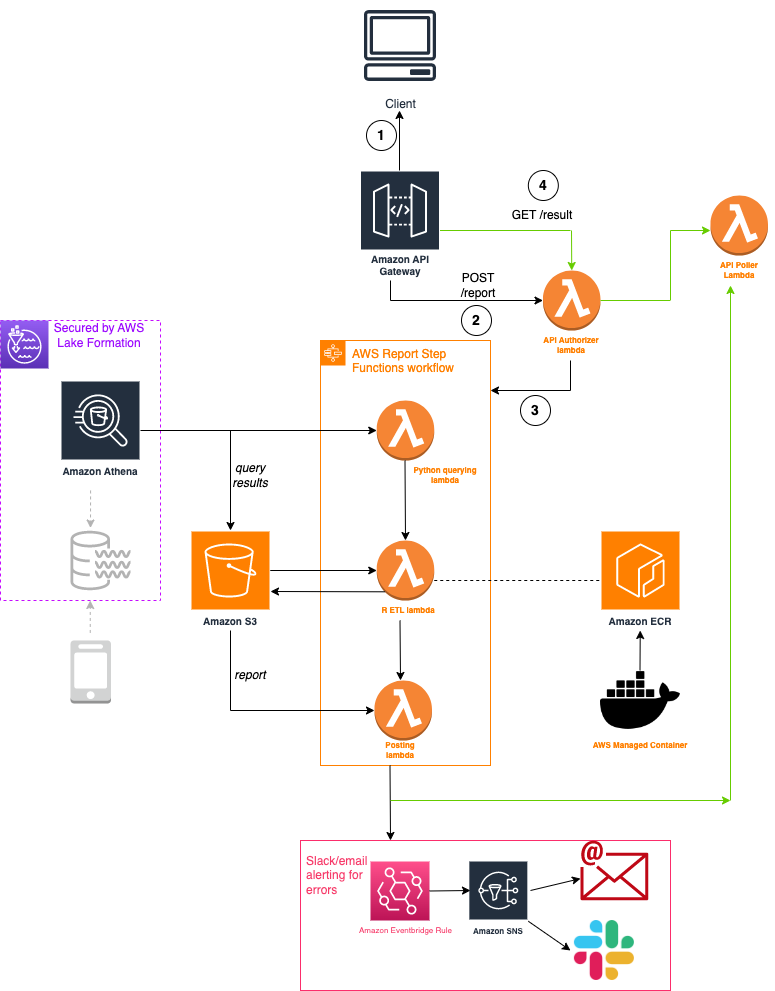 Client
1
4
GET /result
Amazon API
Gateway
API Poller
Lambda
POST
/report
2
API Authorizer
lambda
Secured by AWS
Lake Formation
AWS Report Step
Functions workflow
3
Amazon Athena
query
results
Python querying
lambda
Amazon S3
R ETL lambda
Amazon ECR
report
Posting
lambda
AWS Managed Container
Slack/email
alerting for
errors
@
Amazon Eventbridge Rule
Amazon SNS